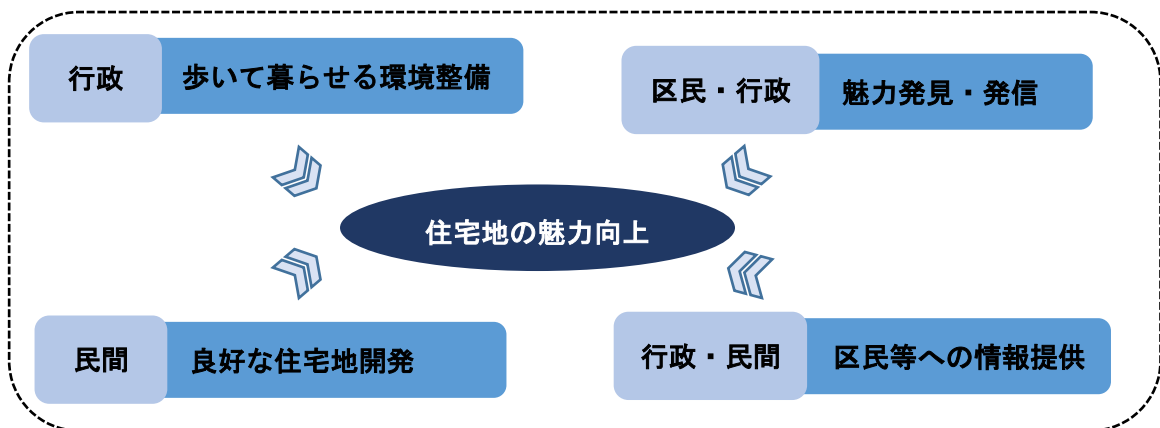 行政 歩いて暮らせる環境整備
区民・行政 魅力発見・発信
住宅地の魅力向上
民間 良好な住宅地開発
行政・民間 区民等への情報提供